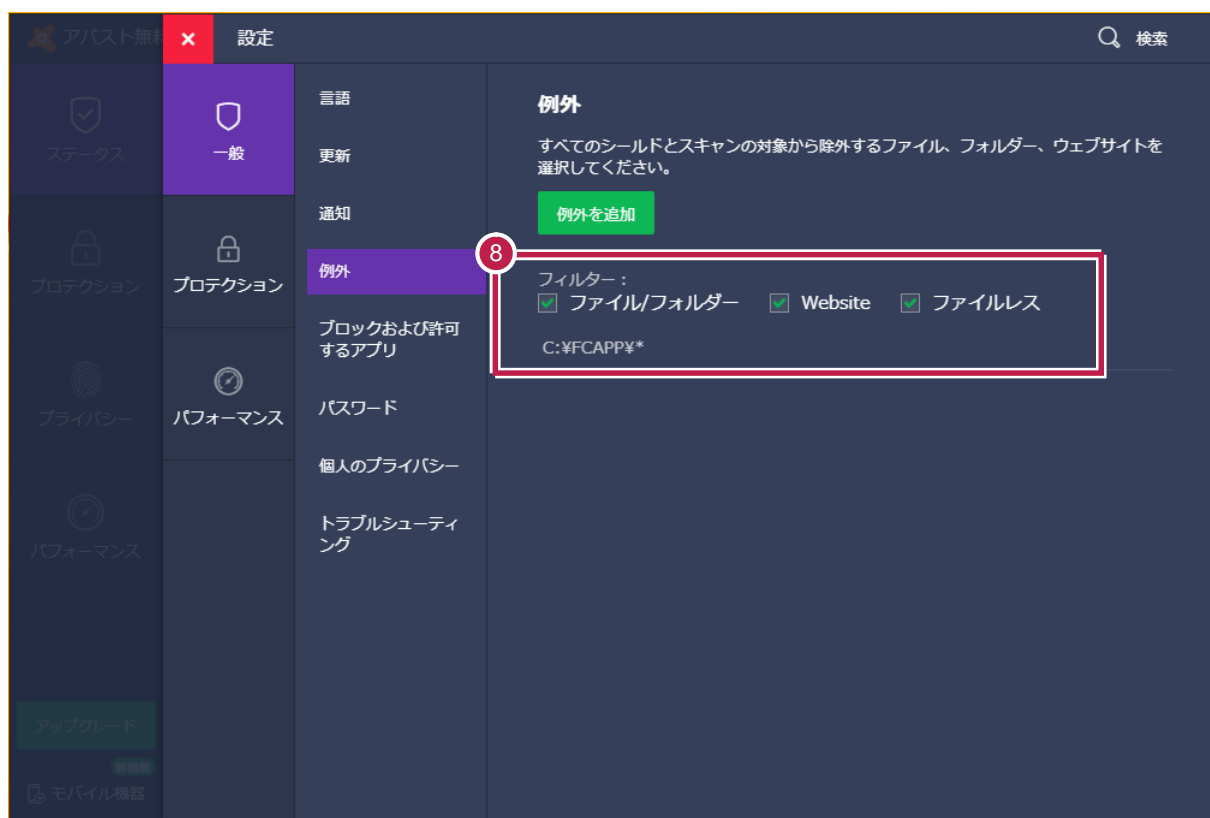 アバスト無料
設定
検索
ステータス
プロテクション
プライバシー
パフォーマンス
アップグレード
新機能
モバイル機器
一般
プロテクション
パフォーマンス
言語
更新
通知
例外
ブロックおよび許可
するアプリ
パスワード
個人のプライバシー
トラブルシューティ
ング
例外
すべてのシールドとスキャンの対象から除外するファイル、フォルダー、ウェブサイトを
選択してください。
例外を追加
8
フィルター：
ファイル/フォルダー Website ファイルレス
C:¥FCAPP¥*